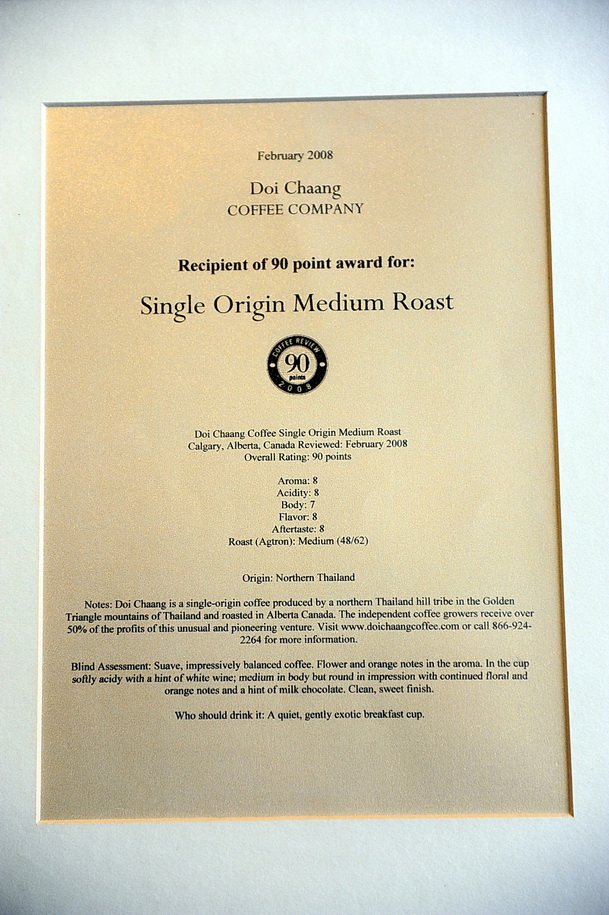 February 2008
Doi Chaang
COFFEE COMPANY
Recipient of 90 point award for:
Single Origin Medium Roast
COFFEE REVIEW
90
points
2008
Doi Chaang Coffee Single Origin Medium Roast
Calgary, Alberta, Canada Reviewed: February 2008
Overall Rating: 90 points
Aroma: 8
Acidity: 8
Body: 7
Flavor: 8
Aftertaste: 8
Roast (Agtron): Medium (48/62)
Origin: Northern Thailand
Notes: Doi Chaang is a single-origin coffee produced by a northern Thailand hill tribe in the Golden
Triangle mountains of Thailand and roasted in Alberta Canada. The independent coffee growers receive over
50% of the profits of this unusual and pioneering venture. Visit www.doichaangcoffee.com or call 866-924-
2264 for more information.
Blind Assessment: Suave, impressively balanced coffee. Flower and orange notes in the aroma. In the cup
softly acidy with a hint of white wine; medium in body but round in impression with continued floral and
orange notes and a hint of milk chocolate. Clean, sweet finish.
Who should drink it: A quiet, gently exotic breakfast cup.